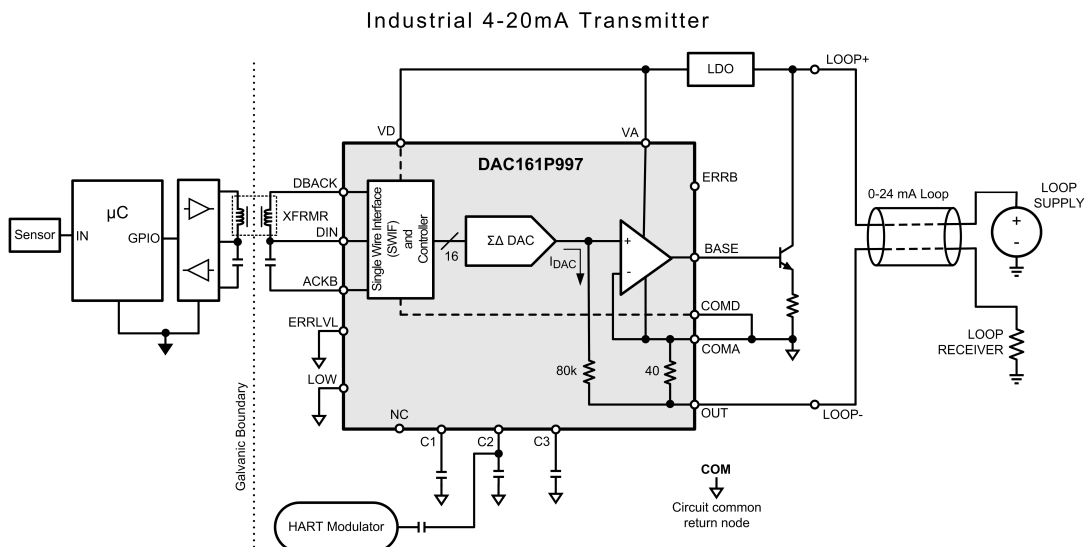 Industrial 4-20mA Transmitter
LDO
LOOP+
VD
VA
DAC161P997
ERRB
DBACK
XFRMR
DIN
ACKB
Single Wire Interface
(SWIF)
and
Controller
16
ΣΔ DAC
IDAC
+
-
BASE
COMD
COMA
80k
40
OUT
LOOP-
ERRLVL
LOW
NC
C1
C2
C3
Sensor
IN
µC
GPIO
Galvanic Boundary
HART Modulator
0-24 mA Loop
LOOP
SUPPLY
+
-
LOOP
RECEIVER
COM
Circuit common
return node